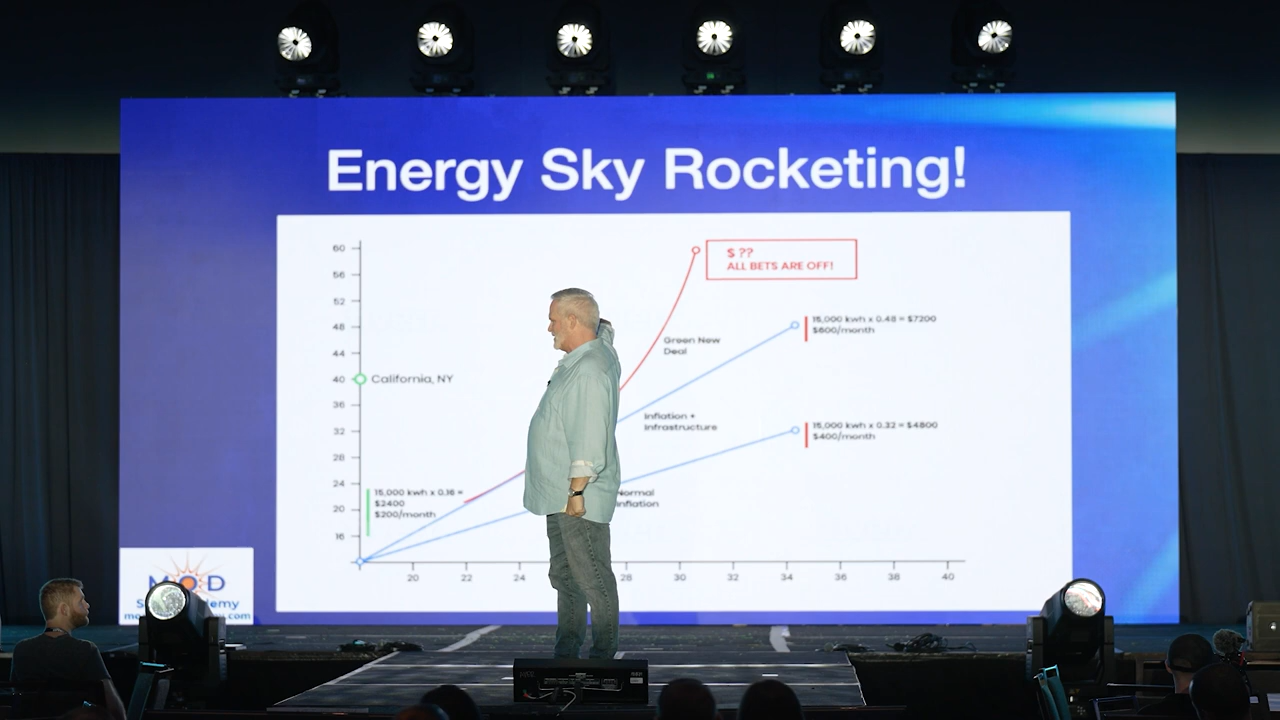 Energy Sky Rocketing!
60
56
52
48
44
40
36
32
28
24
20
16
California, NY
$ ??
ALL BETS ARE OFF!
Green New
Deal
15,000 kwh x 0.48 = $7200
$600/month
Inflation +
Infrastructure
15,000 kwh x 0.32 = $4800
$400/month
15,000 kwh x 0.16 =
$2400
$200/month
Normal
Inflation
20
22
24
28
30
32
34
36
38
40
MOD